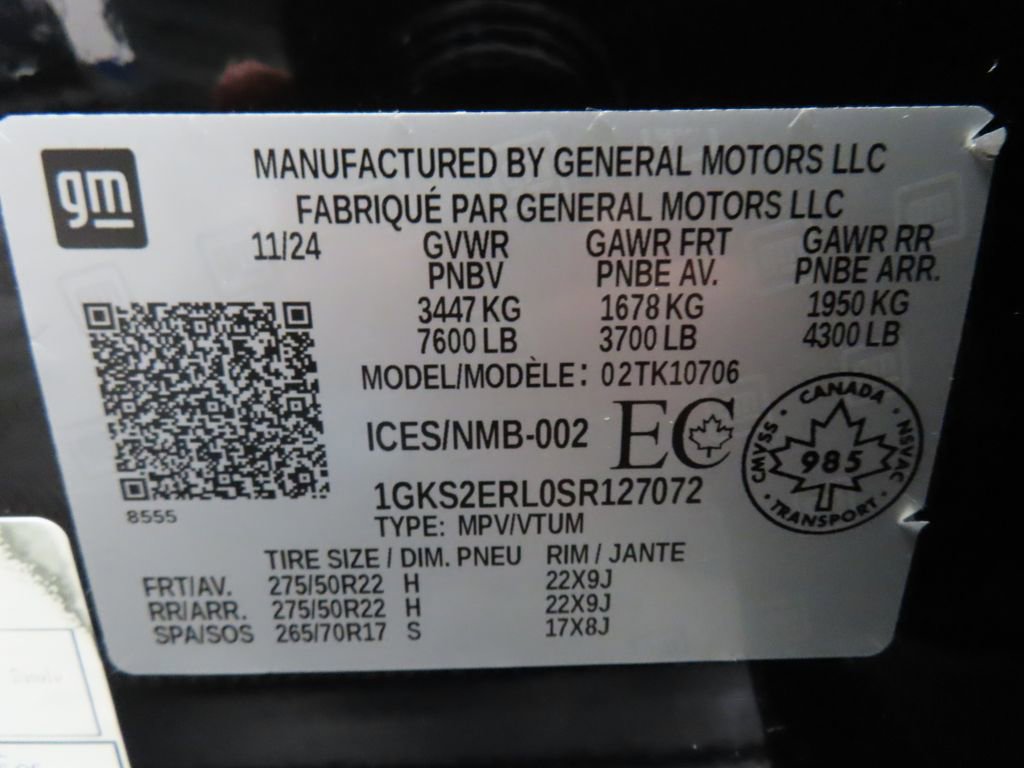 gm
MANUFACTURED BY GENERAL MOTORS LLC
FABRIQUÉ PAR GENERAL MOTORS LLC
11/24 GVWR GAWR FRT GAWR RR
PNBV PNBE AV. PNBE ARR.
3447 KG 1678 KG 1950 KG
7600 LB 3700 LB 4300 LB
MODEL/MODÈLE: 02TK10706
ICES/NMB-002 EC
CANADA
CMVSS 985 NSVAC
TRANSPORT
1GKS2ERL0SR127072
8555
TYPE: MPV/VTUM
TIRE SIZE / DIM. PNEU RIM / JANTE
FRT/AV. 275/50R22 H 22X9J
RR/ARR. 275/50R22 H 22X9J
SPA/SOS 265/70R17 S 17X8J